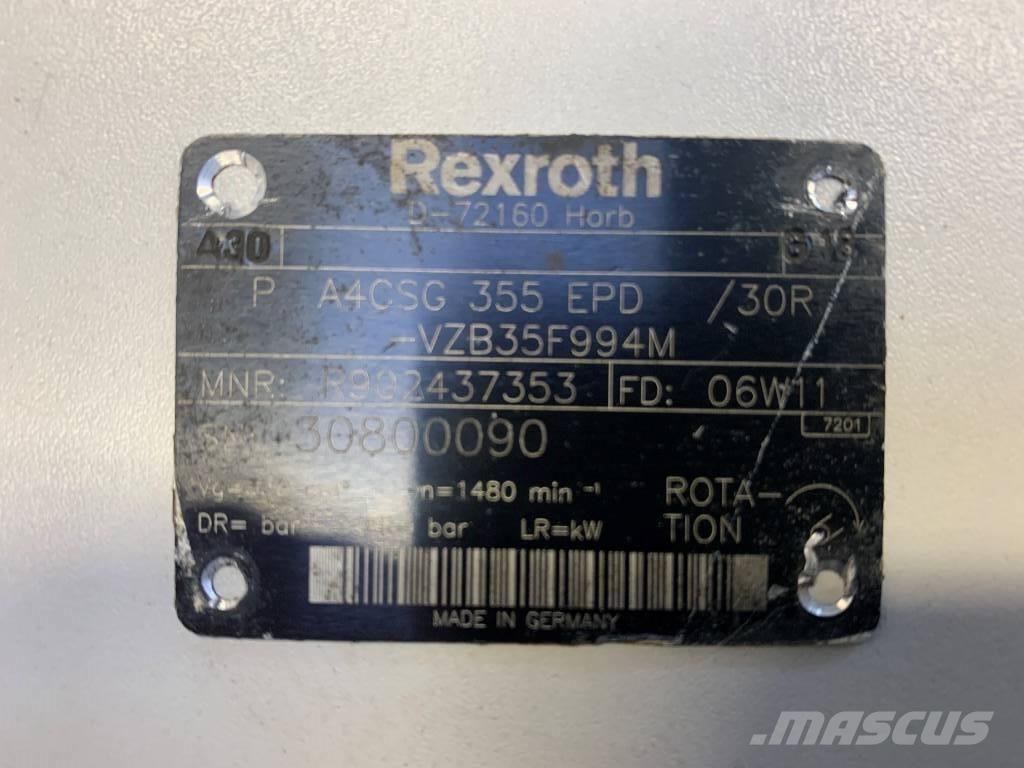 Rexroth
D-72160 Horb
A30
P A4CSG 355 EPD /30R
-VZB35F994M
MNR: R902437353 FD: 06W11
30800090 7201
n=1480 min -1 ROTA-
DR= bar bar LR=kW TION
MADE IN GERMANY
MASCUS